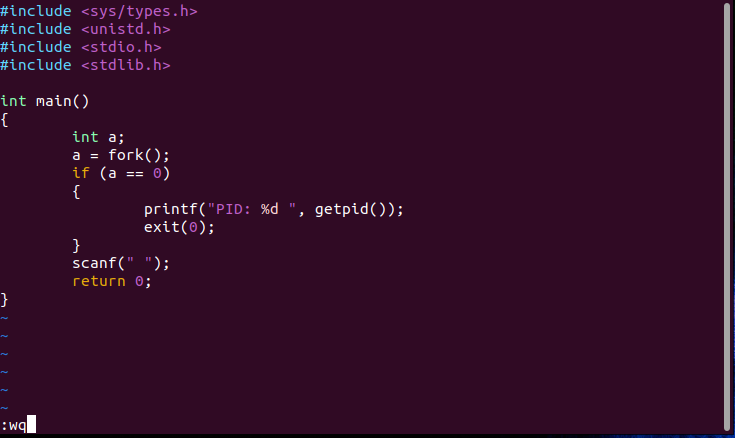 #include <sys/types.h>
#include <unistd.h>
#include <stdio.h>
#include <stdlib.h>
int main()
{
        int a;
        a = fork();
        if (a == 0)
        {
                printf("PID: %d ", getpid());
                exit(0);
        }
        scanf(" ");
        return 0;
}
~
~
~
~
~
~
:wq